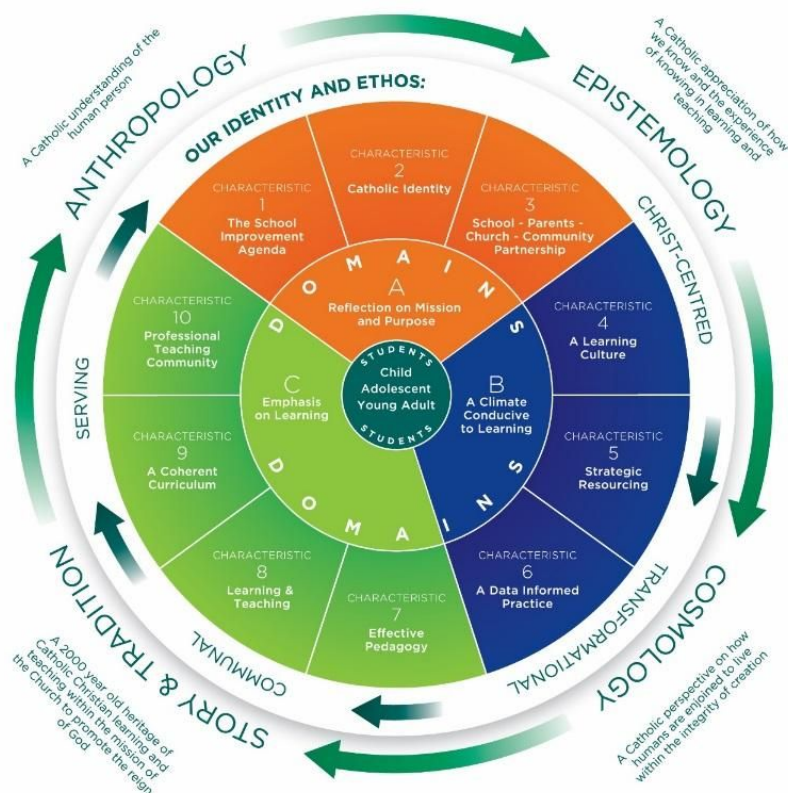 ANTHROPOLOGY
A Catholic understanding of the
human person
EPISTEMOLOGY
A Catholic appreciation of how
we know and the experience
of knowing in learning and
teaching
COSMOLOGY
A Catholic perspective on how
humans are enjoined to live
within the integrity of creation
STORY & TRADITION
A 2000 year old heritage of
Catholic Christian learning and
teaching within the mission of
the Church to promote the reign
of God
OUR IDENTITY AND ETHOS:
CHRIST-CENTRED
TRANSFORMATIONAL
COMMUNAL
SERVING
CHARACTERISTIC
1
The School
Improvement
Agenda
CHARACTERISTIC
2
Catholic Identity
CHARACTERISTIC
3
School - Parents -
Church - Community
Partnership
CHARACTERISTIC
4
A Learning
Culture
CHARACTERISTIC
5
Strategic
Resourcing
CHARACTERISTIC
6
A Data Informed
Practice
CHARACTERISTIC
7
Effective
Pedagogy
CHARACTERISTIC
8
Learning &
Teaching
CHARACTERISTIC
9
A Coherent
Curriculum
CHARACTERISTIC
10
Professional
Teaching
Community
DOMAINS
A
Reflection on Mission
and Purpose
B
A Climate
Conducive
to Learning
C
Emphasis
on Learning
DOMAINS
STUDENTS
Child
Adolescent
Young Adult
STUDENTS